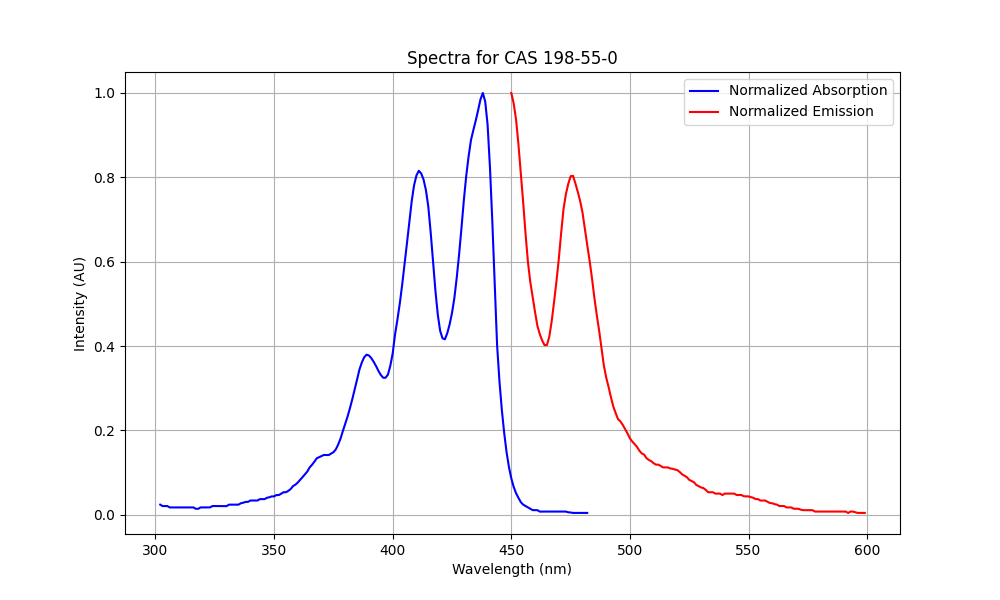 Spectra for CAS 198-55-0
Normalized Absorption
Normalized Emission
1.0
0.8
0.6
0.4
0.2
0.0
Intensity (AU)
300 350 400 450 500 550 600
Wavelength (nm)